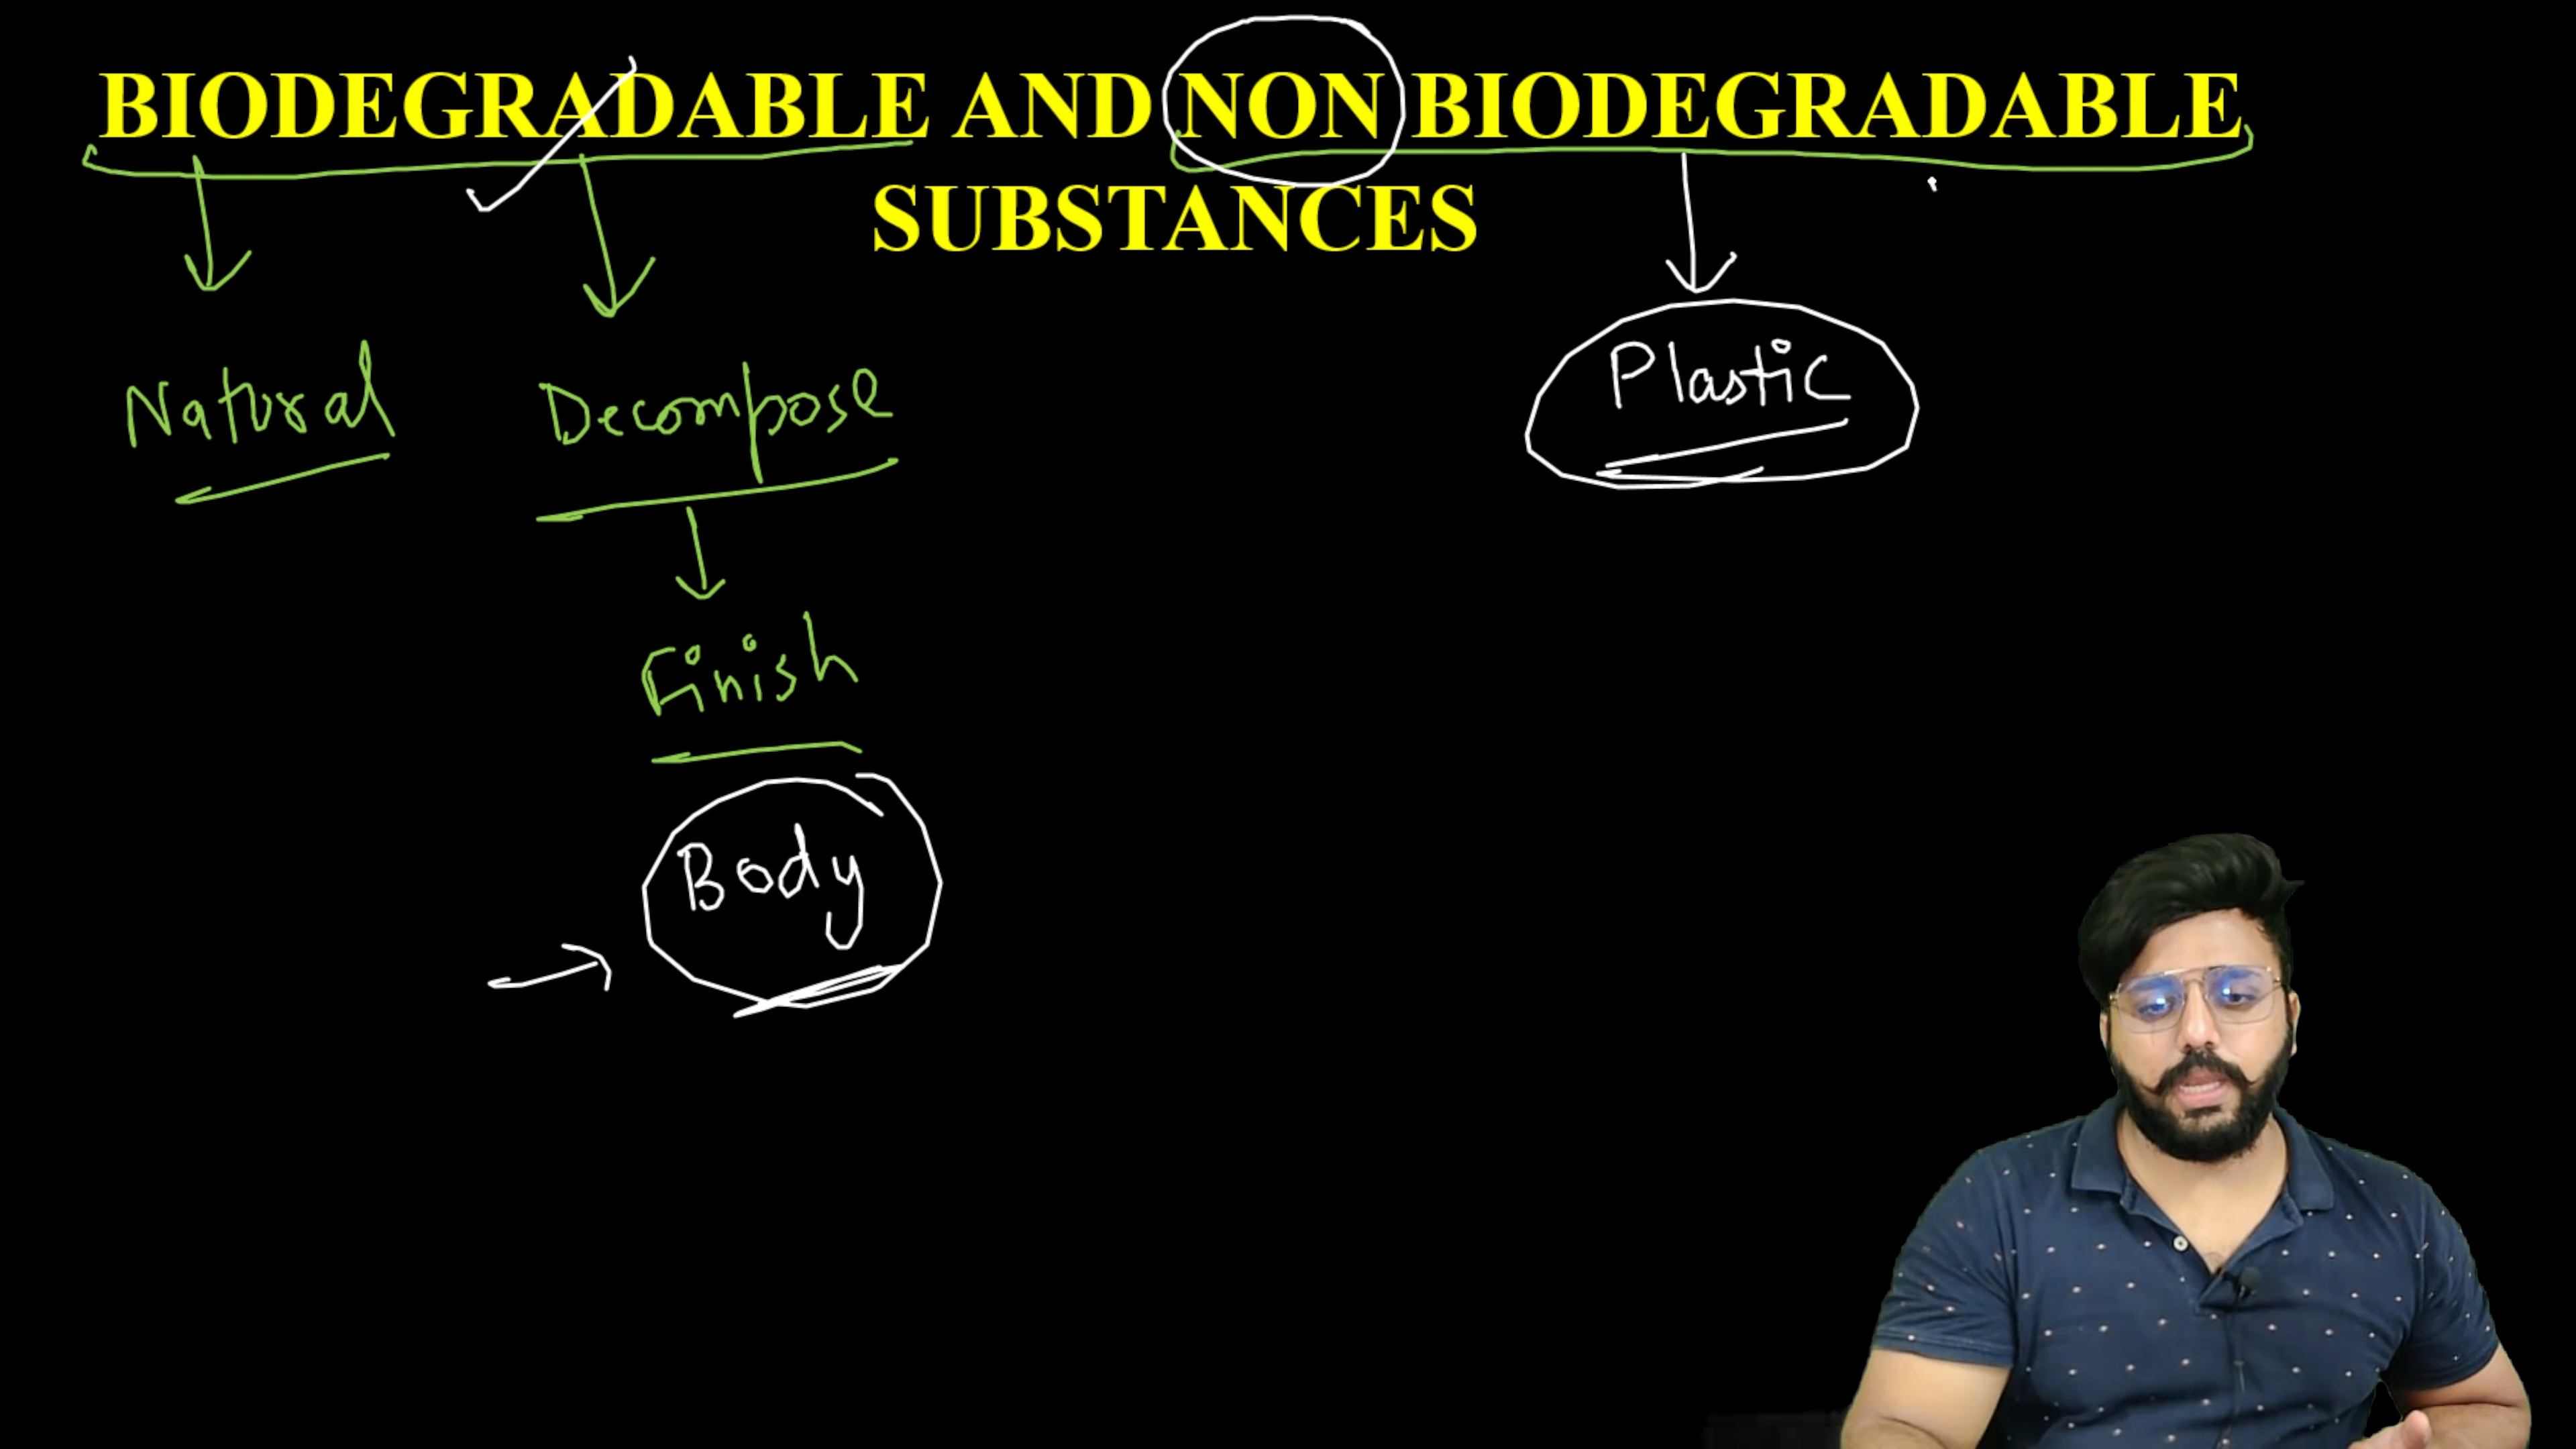 BIODEGRADABLE AND NON BIODEGRADABLE
SUBSTANCES
Natural Decompose
Plastic
Finish
Body